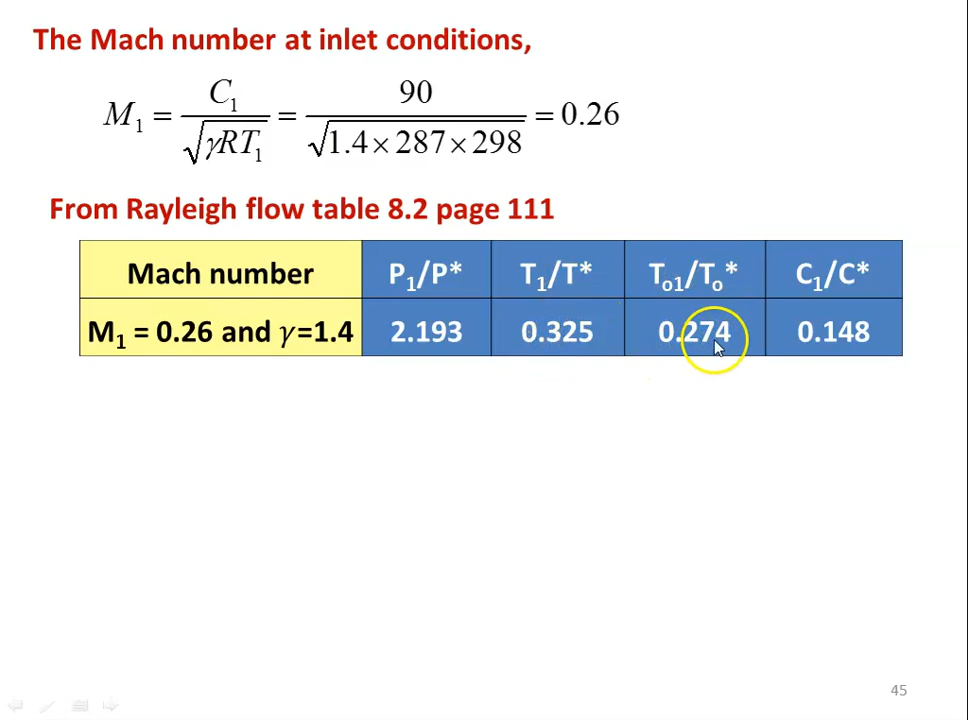 The Mach number at inlet conditions,
M₁ = C₁ / √(γRT₁) = 90 / √(1.4 × 287 × 298) = 0.26
From Rayleigh flow table 8.2 page 111
Mach number P₁/P* T₁/T* Tₒ₁/Tₒ* C₁/C*
M₁ = 0.26 and γ=1.4 2.193 0.325 0.274 0.148
45